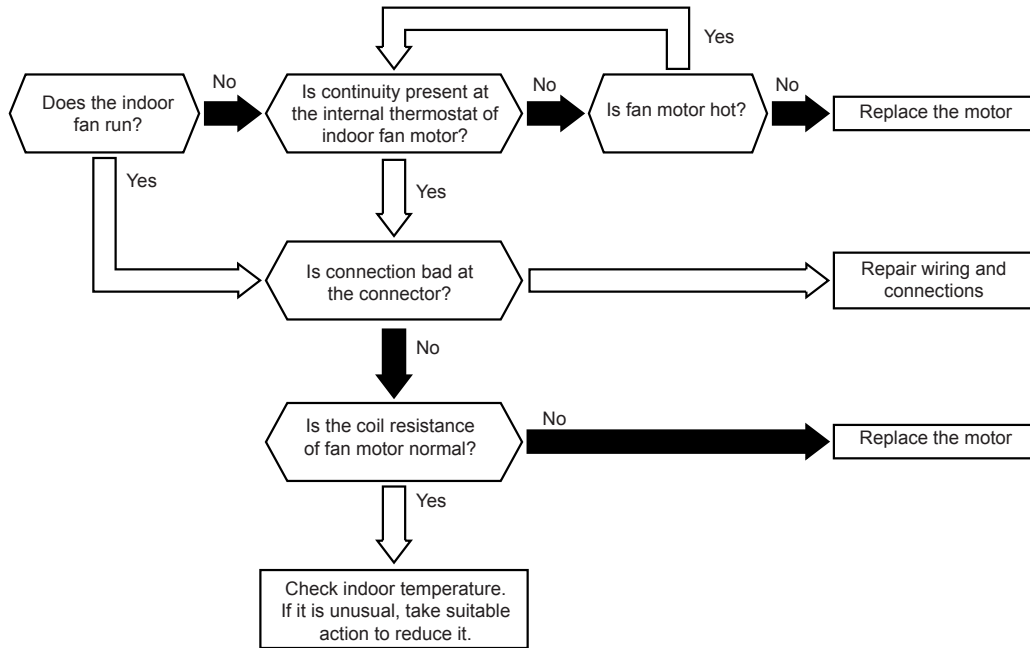 Yes
Does the indoor
fan run?
No
Is continuity present at
the internal thermostat of
indoor fan motor?
No
Is fan motor hot?
No
Replace the motor
Yes
Yes
Is connection bad at
the connector?
Repair wiring and
connections
No
Is the coil resistance
of fan motor normal?
No
Replace the motor
Yes
Check indoor temperature.
If it is unusual, take suitable
action to reduce it.